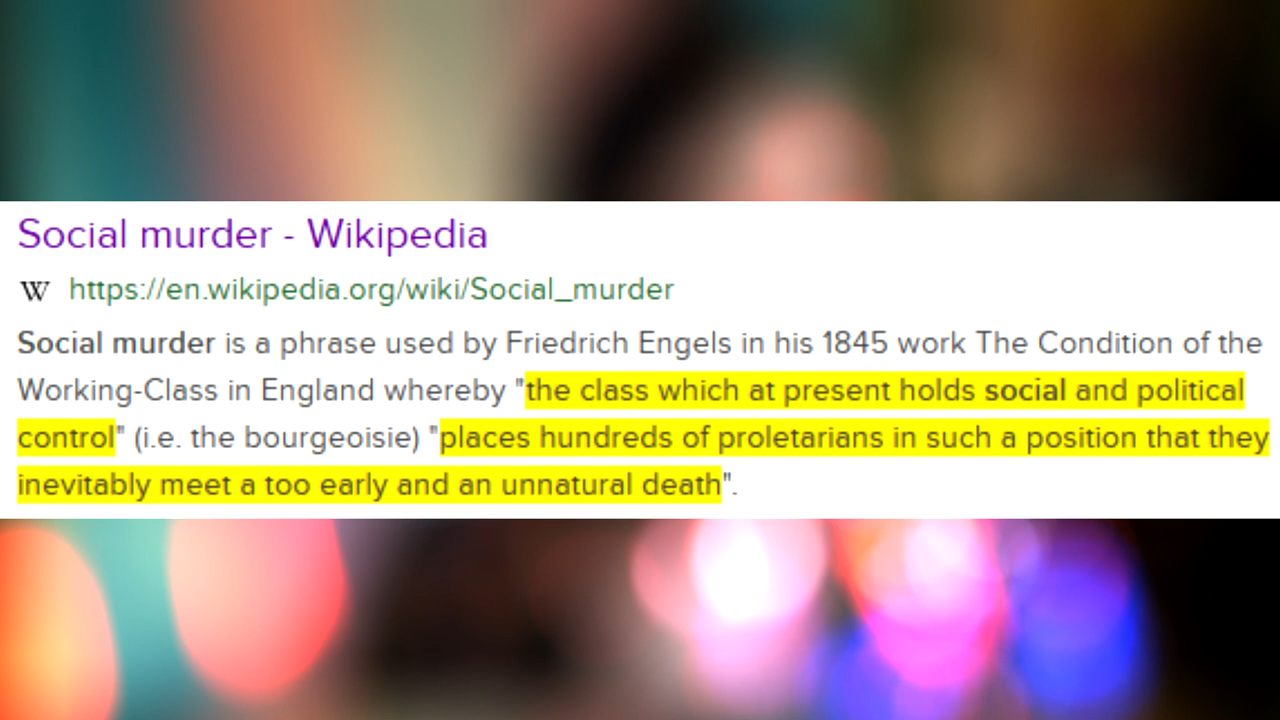 Social murder - Wikipedia
W https://en.wikipedia.org/wiki/Social_murder
Social murder is a phrase used by Friedrich Engels in his 1845 work The Condition of the
Working-Class in England whereby "the class which at present holds social and political
control" (i.e. the bourgeoisie) "places hundreds of proletarians in such a position that they
inevitably meet a too early and an unnatural death".